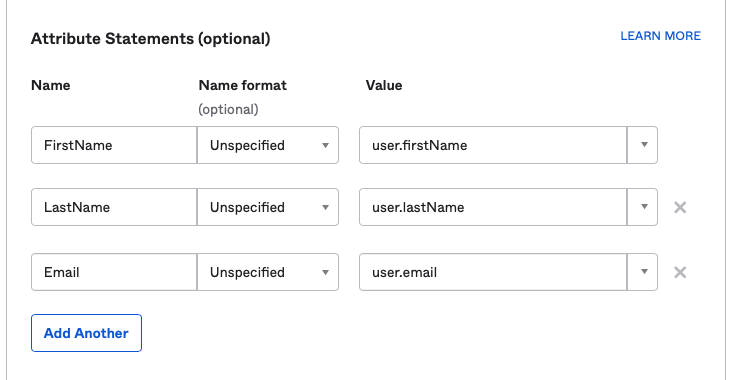 Attribute Statements (optional)
LEARN MORE
Name
Name format
(optional)
Value
FirstName
Unspecified
user.firstName
LastName
Unspecified
user.lastName
Email
Unspecified
user.email
Add Another